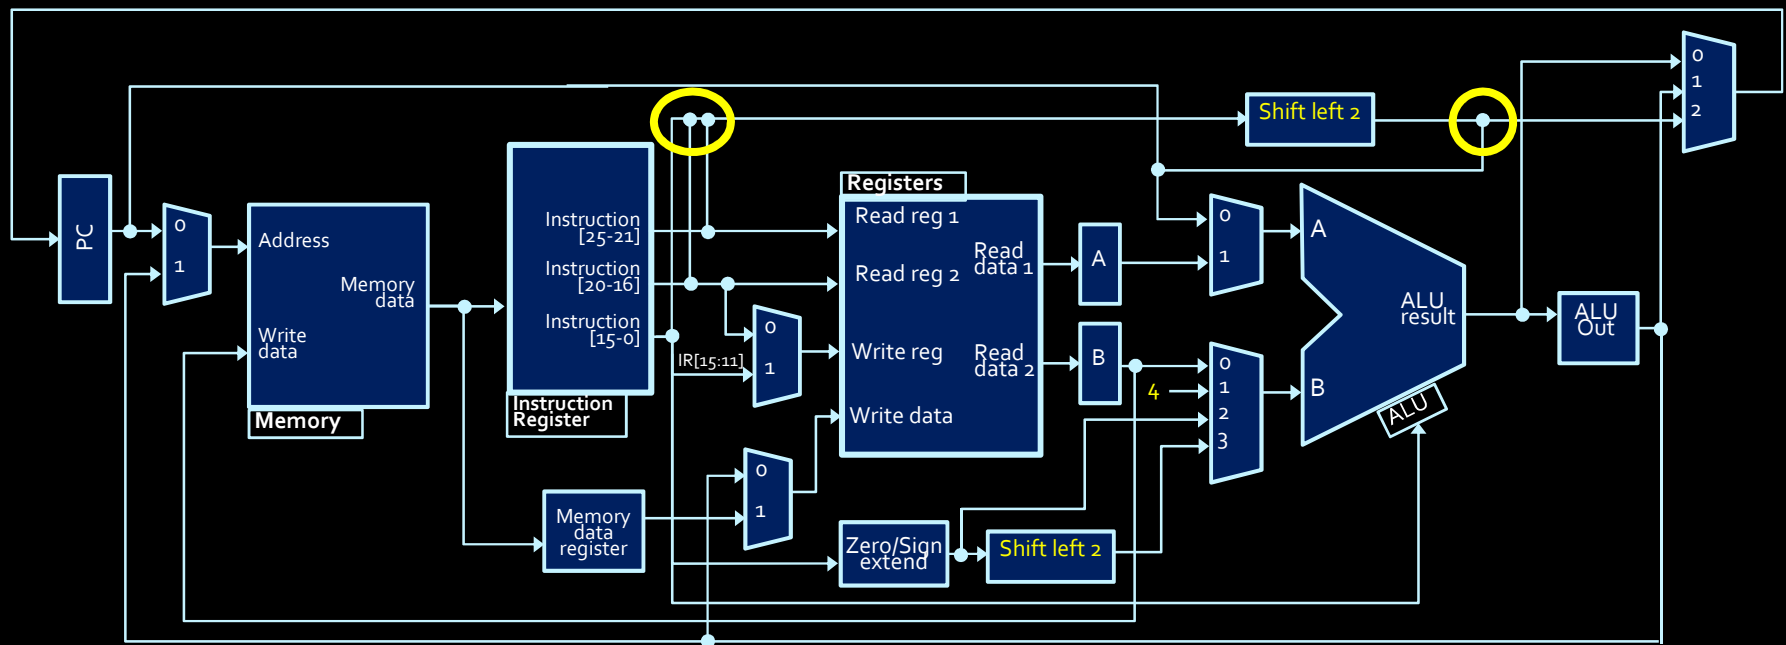 0
1
2
Shift left 2
PC
0
1
Address
Memory
data
Write
data
Memory
Instruction
[25-21]
Instruction
[20-16]
Instruction
[15-0]
Instruction
Register
IR[15:11]
0
1
Registers
Read reg 1
Read reg 2
Write reg
Write data
Read
data 1
Read
data 2
A
B
0
1
4
0
1
2
3
A
B
ALU
result
ALU
ALU
Out
0
1
Memory
data
register
Zero/Sign
extend
Shift left 2